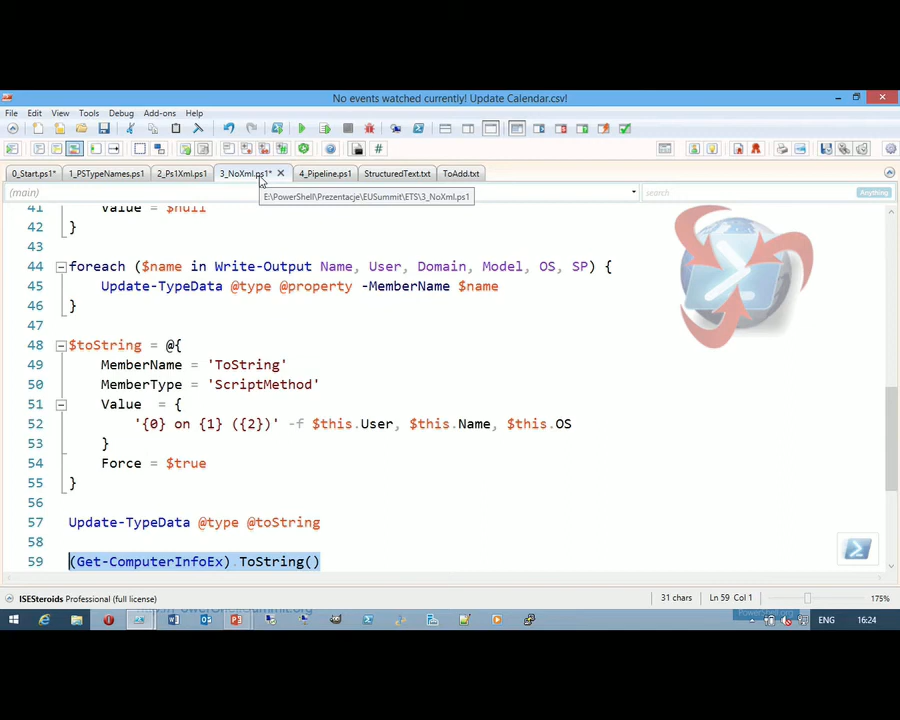 No events watched currently! Update Calendar.csv!
File Edit View Tools Debug Add-ons Help
0_Start.ps1* 1_PSTypeNames.ps1 2_Ps1Xml.ps1 3_NoXml.ps1* 4_Pipeline.ps1 StructuredText.txt ToAdd.txt
(main) search Anything
E:\PowerShell\Prezentacje\EUSummit\ETS\3_NoXml.ps1
41 Value = $null
42 }
43
44 foreach ($name in Write-Output Name, User, Domain, Model, OS, SP) {
45 Update-TypeData @type @property -MemberName $name
46 }
47
48 $toString = @{
49 MemberName = 'ToString'
50 MemberType = 'ScriptMethod'
51 Value = {
52 '{0} on {1} ({2})' -f $this.User, $this.Name, $this.OS
53 }
54 Force = $true
55 }
56
57 Update-TypeData @type @toString
58
59 (Get-ComputerInfoEx).ToString()
ISESteroids Professional (full license) 31 chars Ln 59 Col 1 175%
ENG 16:24